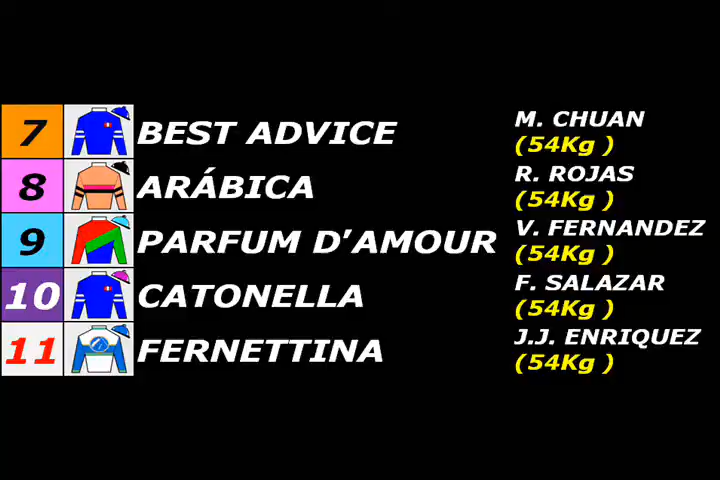 7 BEST ADVICE M. CHUAN
(54Kg )
8 ARÁBICA R. ROJAS
(54Kg )
9 PARFUM D'AMOUR V. FERNANDEZ
(54Kg )
10 CATONELLA F. SALAZAR
(54Kg )
11 FERNETTINA J.J. ENRIQUEZ
(54Kg )